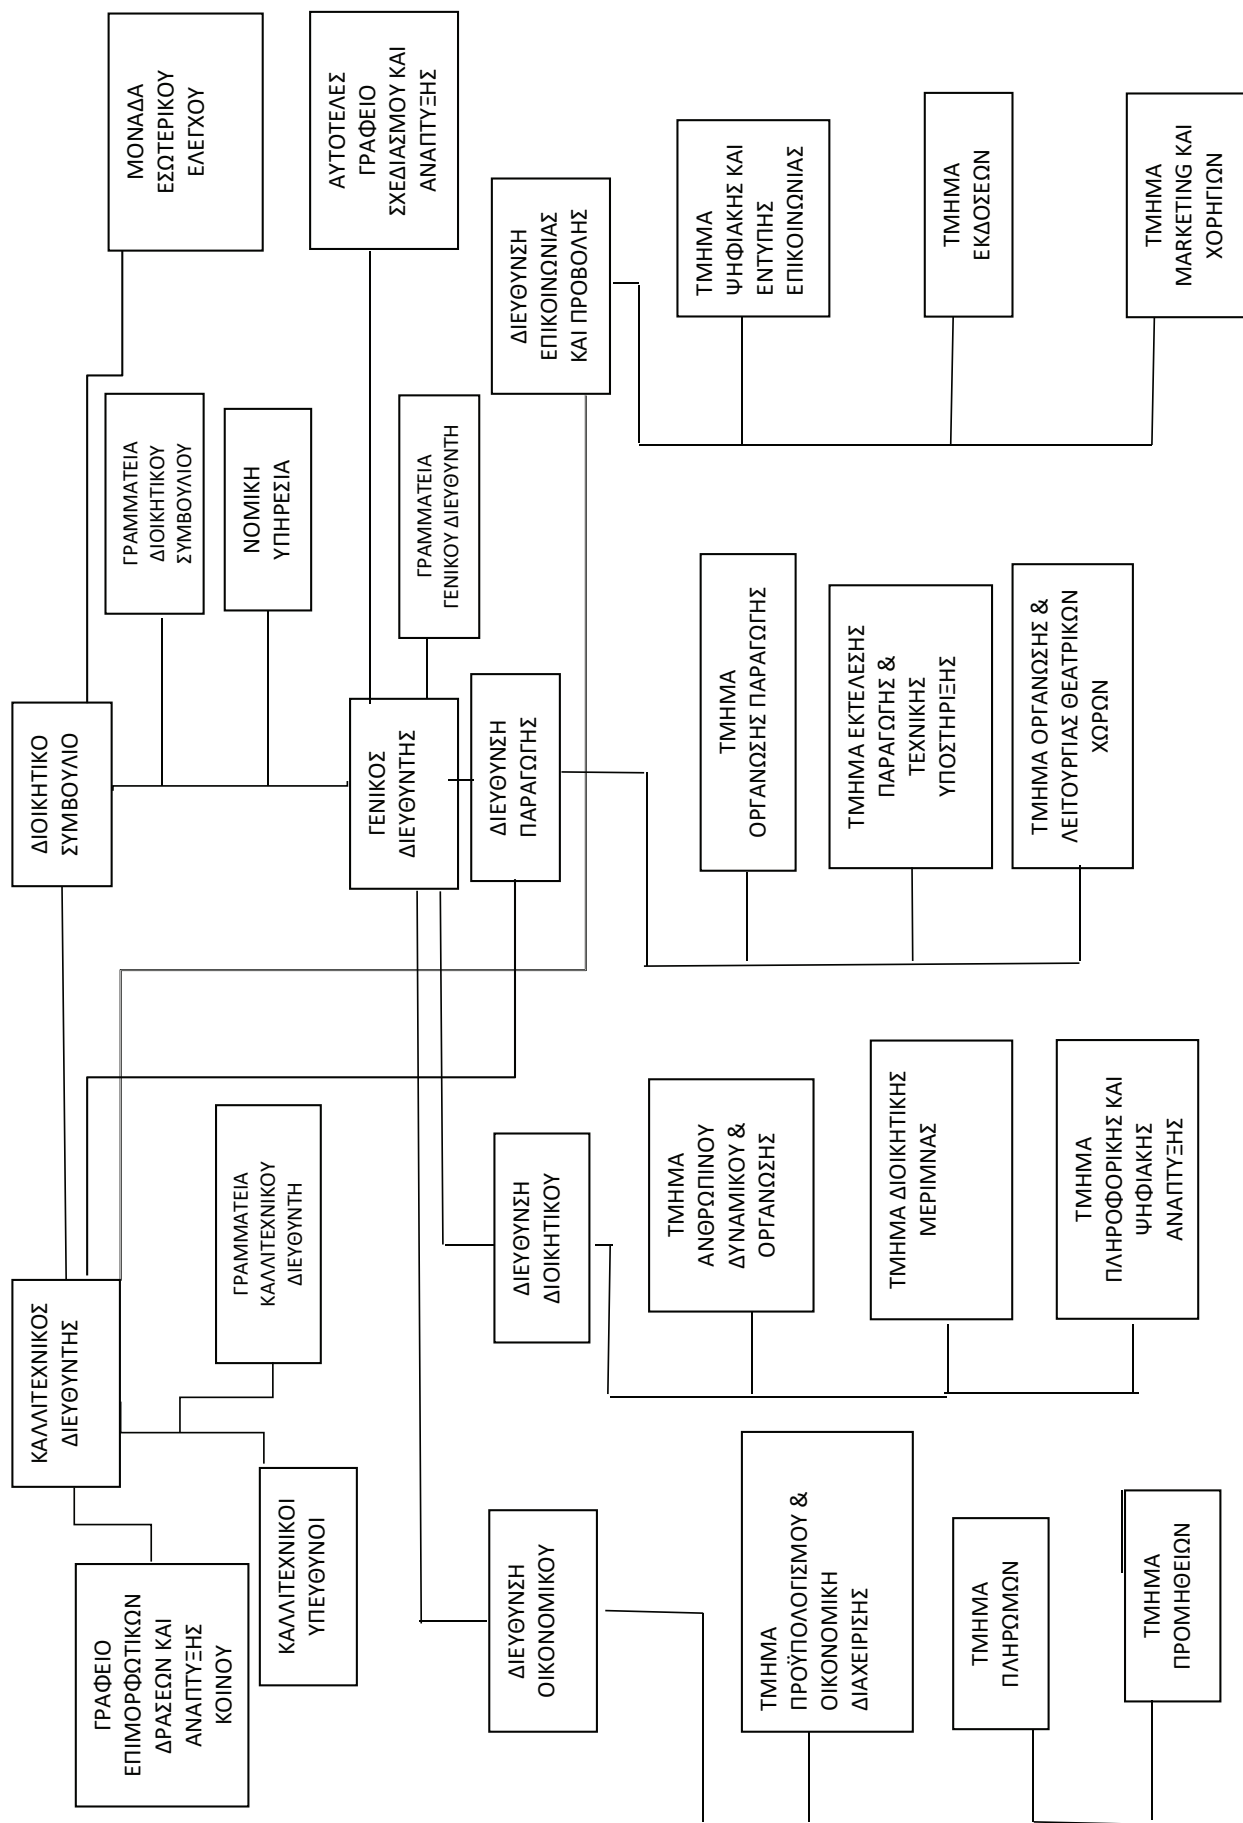 ΔΙΟΙΚΗΤΙΚΟ
ΣΥΜΒΟΥΛΙΟ
ΚΑΛΛΙΤΕΧΝΙΚΟΣ
ΔΙΕΥΘΥΝΤΗΣ
ΜΟΝΑΔΑ
ΕΣΩΤΕΡΙΚΟΥ
ΕΛΕΓΧΟΥ
ΓΡΑΜΜΑΤΕΙΑ
ΔΙΟΙΚΗΤΙΚΟΥ
ΣΥΜΒΟΥΛΙΟΥ
ΝΟΜΙΚΗ
ΥΠΗΡΕΣΙΑ
ΓΡΑΦΕΙΟ
ΕΠΙΜΟΡΦΩΤΙΚΩΝ
ΔΡΑΣΕΩΝ ΚΑΙ
ΑΝΑΠΤΥΞΗΣ
ΚΟΙΝΟΥ
ΓΡΑΜΜΑΤΕΙΑ
ΚΑΛΛΙΤΕΧΝΙΚΟΥ
ΔΙΕΥΘΥΝΤΗ
ΚΑΛΛΙΤΕΧΝΙΚΟΙ
ΥΠΕΥΘΥΝΟΙ
ΓΕΝΙΚΟΣ
ΔΙΕΥΘΥΝΤΗΣ
ΑΥΤΟΤΕΛΕΣ
ΓΡΑΦΕΙΟ
ΣΧΕΔΙΑΣΜΟΥ ΚΑΙ
ΑΝΑΠΤΥΞΗΣ
ΓΡΑΜΜΑΤΕΙΑ
ΓΕΝΙΚΟΥ ΔΙΕΥΘΥΝΤΗ
ΔΙΕΥΘΥΝΣΗ
ΟΙΚΟΝΟΜΙΚΟΥ
ΔΙΕΥΘΥΝΣΗ
ΔΙΟΙΚΗΤΙΚΟΥ
ΔΙΕΥΘΥΝΣΗ
ΠΑΡΑΓΩΓΗΣ
ΔΙΕΥΘΥΝΣΗ
ΕΠΙΚΟΙΝΩΝΙΑΣ
ΚΑΙ ΠΡΟΒΟΛΗΣ
ΤΜΗΜΑ
ΠΡΟΫΠΟΛΟΓΙΣΜΟΥ &
ΟΙΚΟΝΟΜΙΚΗ
ΔΙΑΧΕΙΡΙΣΗΣ
ΤΜΗΜΑ
ΠΛΗΡΩΜΩΝ
ΤΜΗΜΑ
ΠΡΟΜΗΘΕΙΩΝ
ΤΜΗΜΑ
ΑΝΘΡΩΠΙΝΟΥ
ΔΥΝΑΜΙΚΟΥ &
ΟΡΓΑΝΩΣΗΣ
ΤΜΗΜΑ ΔΙΟΙΚΗΤΙΚΗΣ
ΜΕΡΙΜΝΑΣ
ΤΜΗΜΑ
ΠΛΗΡΟΦΟΡΙΚΗΣ ΚΑΙ
ΨΗΦΙΑΚΗΣ
ΑΝΑΠΤΥΞΗΣ
ΤΜΗΜΑ
ΟΡΓΑΝΩΣΗΣ ΠΑΡΑΓΩΓΗΣ
ΤΜΗΜΑ ΕΚΤΕΛΕΣΗΣ
ΠΑΡΑΓΩΓΗΣ &
ΤΕΧΝΙΚΗΣ
ΥΠΟΣΤΗΡΙΞΗΣ
ΤΜΗΜΑ ΟΡΓΑΝΩΣΗΣ &
ΛΕΙΤΟΥΡΓΙΑΣ ΘΕΑΤΡΙΚΩΝ
ΧΩΡΩΝ
ΤΜΗΜΑ
ΨΗΦΙΑΚΗΣ ΚΑΙ
ΕΝΤΥΠΗΣ
ΕΠΙΚΟΙΝΩΝΙΑΣ
ΤΜΗΜΑ
ΕΚΔΟΣΕΩΝ
ΤΜΗΜΑ
MARKETING ΚΑΙ
ΧΟΡΗΓΙΩΝ